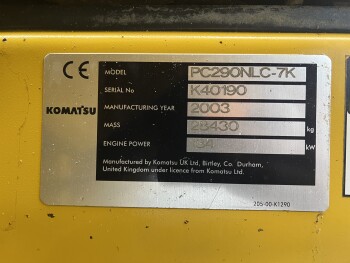 CE
MODEL PC290NLC-7K
SERIAL No K40190
KOMATSU
MANUFACTURING YEAR 2003
MASS 28430 kg
ENGINE POWER kW
Manufactured by Komatsu UK Ltd, Birtley, Co. Durham,
United Kingdom under licence from Komatsu Ltd.
205-00-K1290